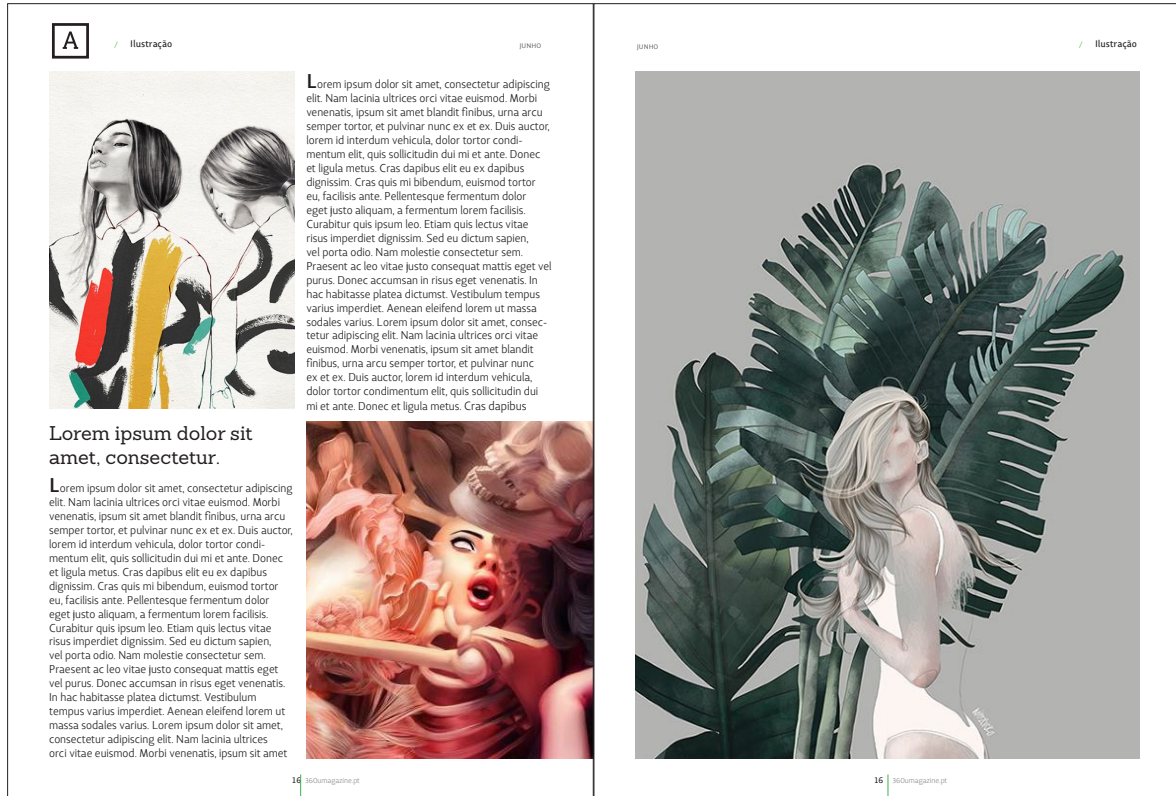 A
/ Ilustração
JUNHO
Lorem ipsum dolor sit amet, consectetur adipiscing
elit. Nam lacinia ultrices orci vitae euismod. Morbi
venenatis, ipsum sit amet blandit finibus, urna arcu
semper tortor, et pulvinar nunc ex et ex. Duis auctor,
lorem id interdum vehicula, dolor tortor condi-
mentum elit, quis sollicitudin dui mi et ante. Donec
et ligula metus. Cras dapibus elit eu ex dapibus
dignissim. Cras quis mi bibendum, euismod tortor
eu, facilisis ante. Pellentesque fermentum dolor
eget justo aliquam, a fermentum lorem facilisis.
Curabitur quis ipsum leo. Etiam quis lectus vitae
risus imperdiet dignissim. Sed eu dictum sapien,
vel porta odio. Nam molestie consectetur sem.
Praesent ac leo vitae justo consequat mattis eget vel
purus. Donec accumsan in risus eget venenatis. In
hac habitasse platea dictumst. Vestibulum tempus
varius imperdiet. Aenean eleifend lorem ut massa
sodales varius. Lorem ipsum dolor sit amet, consec-
tetur adipiscing elit. Nam lacinia ultrices orci vitae
euismod. Morbi venenatis, ipsum sit amet blandit
finibus, urna arcu semper tortor, et pulvinar nunc
ex et ex. Duis auctor, lorem id interdum vehicula,
dolor tortor condimentum elit, quis sollicitudin dui
mi et ante. Donec et ligula metus. Cras dapibus
Lorem ipsum dolor sit
amet, consectetur.
Lorem ipsum dolor sit amet, consectetur adipiscing
elit. Nam lacinia ultrices orci vitae euismod. Morbi
venenatis, ipsum sit amet blandit finibus, urna arcu
semper tortor, et pulvinar nunc ex et ex. Duis auctor,
lorem id interdum vehicula, dolor tortor condi-
mentum elit, quis sollicitudin dui mi et ante. Donec
et ligula metus. Cras dapibus elit eu ex dapibus
dignissim. Cras quis mi bibendum, euismod tortor
eu, facilisis ante. Pellentesque fermentum dolor
eget justo aliquam, a fermentum lorem facilisis.
Curabitur quis ipsum leo. Etiam quis lectus vitae
risus imperdiet dignissim. Sed eu dictum sapien,
vel porta odio. Nam molestie consectetur sem.
Praesent ac leo vitae justo consequat mattis eget
vel purus. Donec accumsan in risus eget venenatis.
In hac habitasse platea dictumst. Vestibulum
tempus varius imperdiet. Aenean eleifend lorem ut
massa sodales varius. Lorem ipsum dolor sit amet,
consectetur adipiscing elit. Nam lacinia ultrices
orci vitae euismod. Morbi venenatis, ipsum sit amet
16 360umagazine.pt
JUNHO
/ Ilustração
16 360umagazine.pt